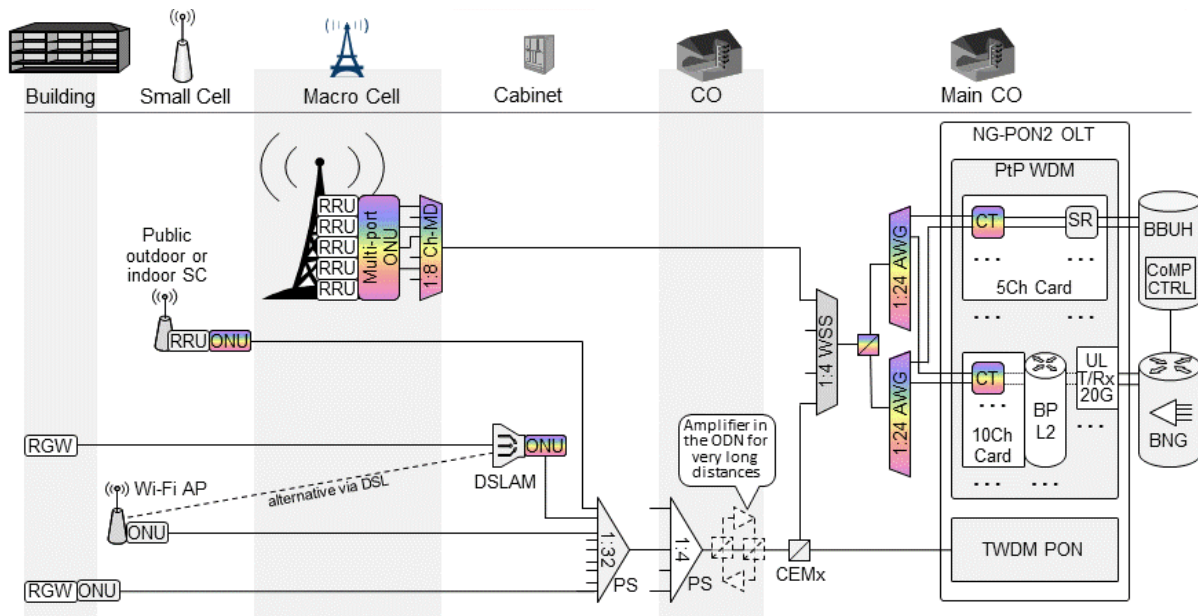 Building
Small Cell
Macro Cell
Cabinet
CO
Main CO
NG-PON2 OLT
PtP WDM
RRU
RRU
RRU
RRU
RRU
Multi-port
ONU
1:8 Ch-MD
Public
outdoor or
indoor SC
RRU
ONU
1:24 AWG
1:24 AWG
1:4 WSS
CT
SR
5Ch Card
BBUH
CoMP
CTRL
CT
10Ch
Card
BP
L2
UL
T/Rx
20G
BNG
RGW
DSLAM
ONU
alternative via DSL
Wi-Fi AP
ONU
Amplifier in
the ODN for
very long
distances
1:32
PS
1:4
PS
CEMx
TWDM PON
RGW
ONU